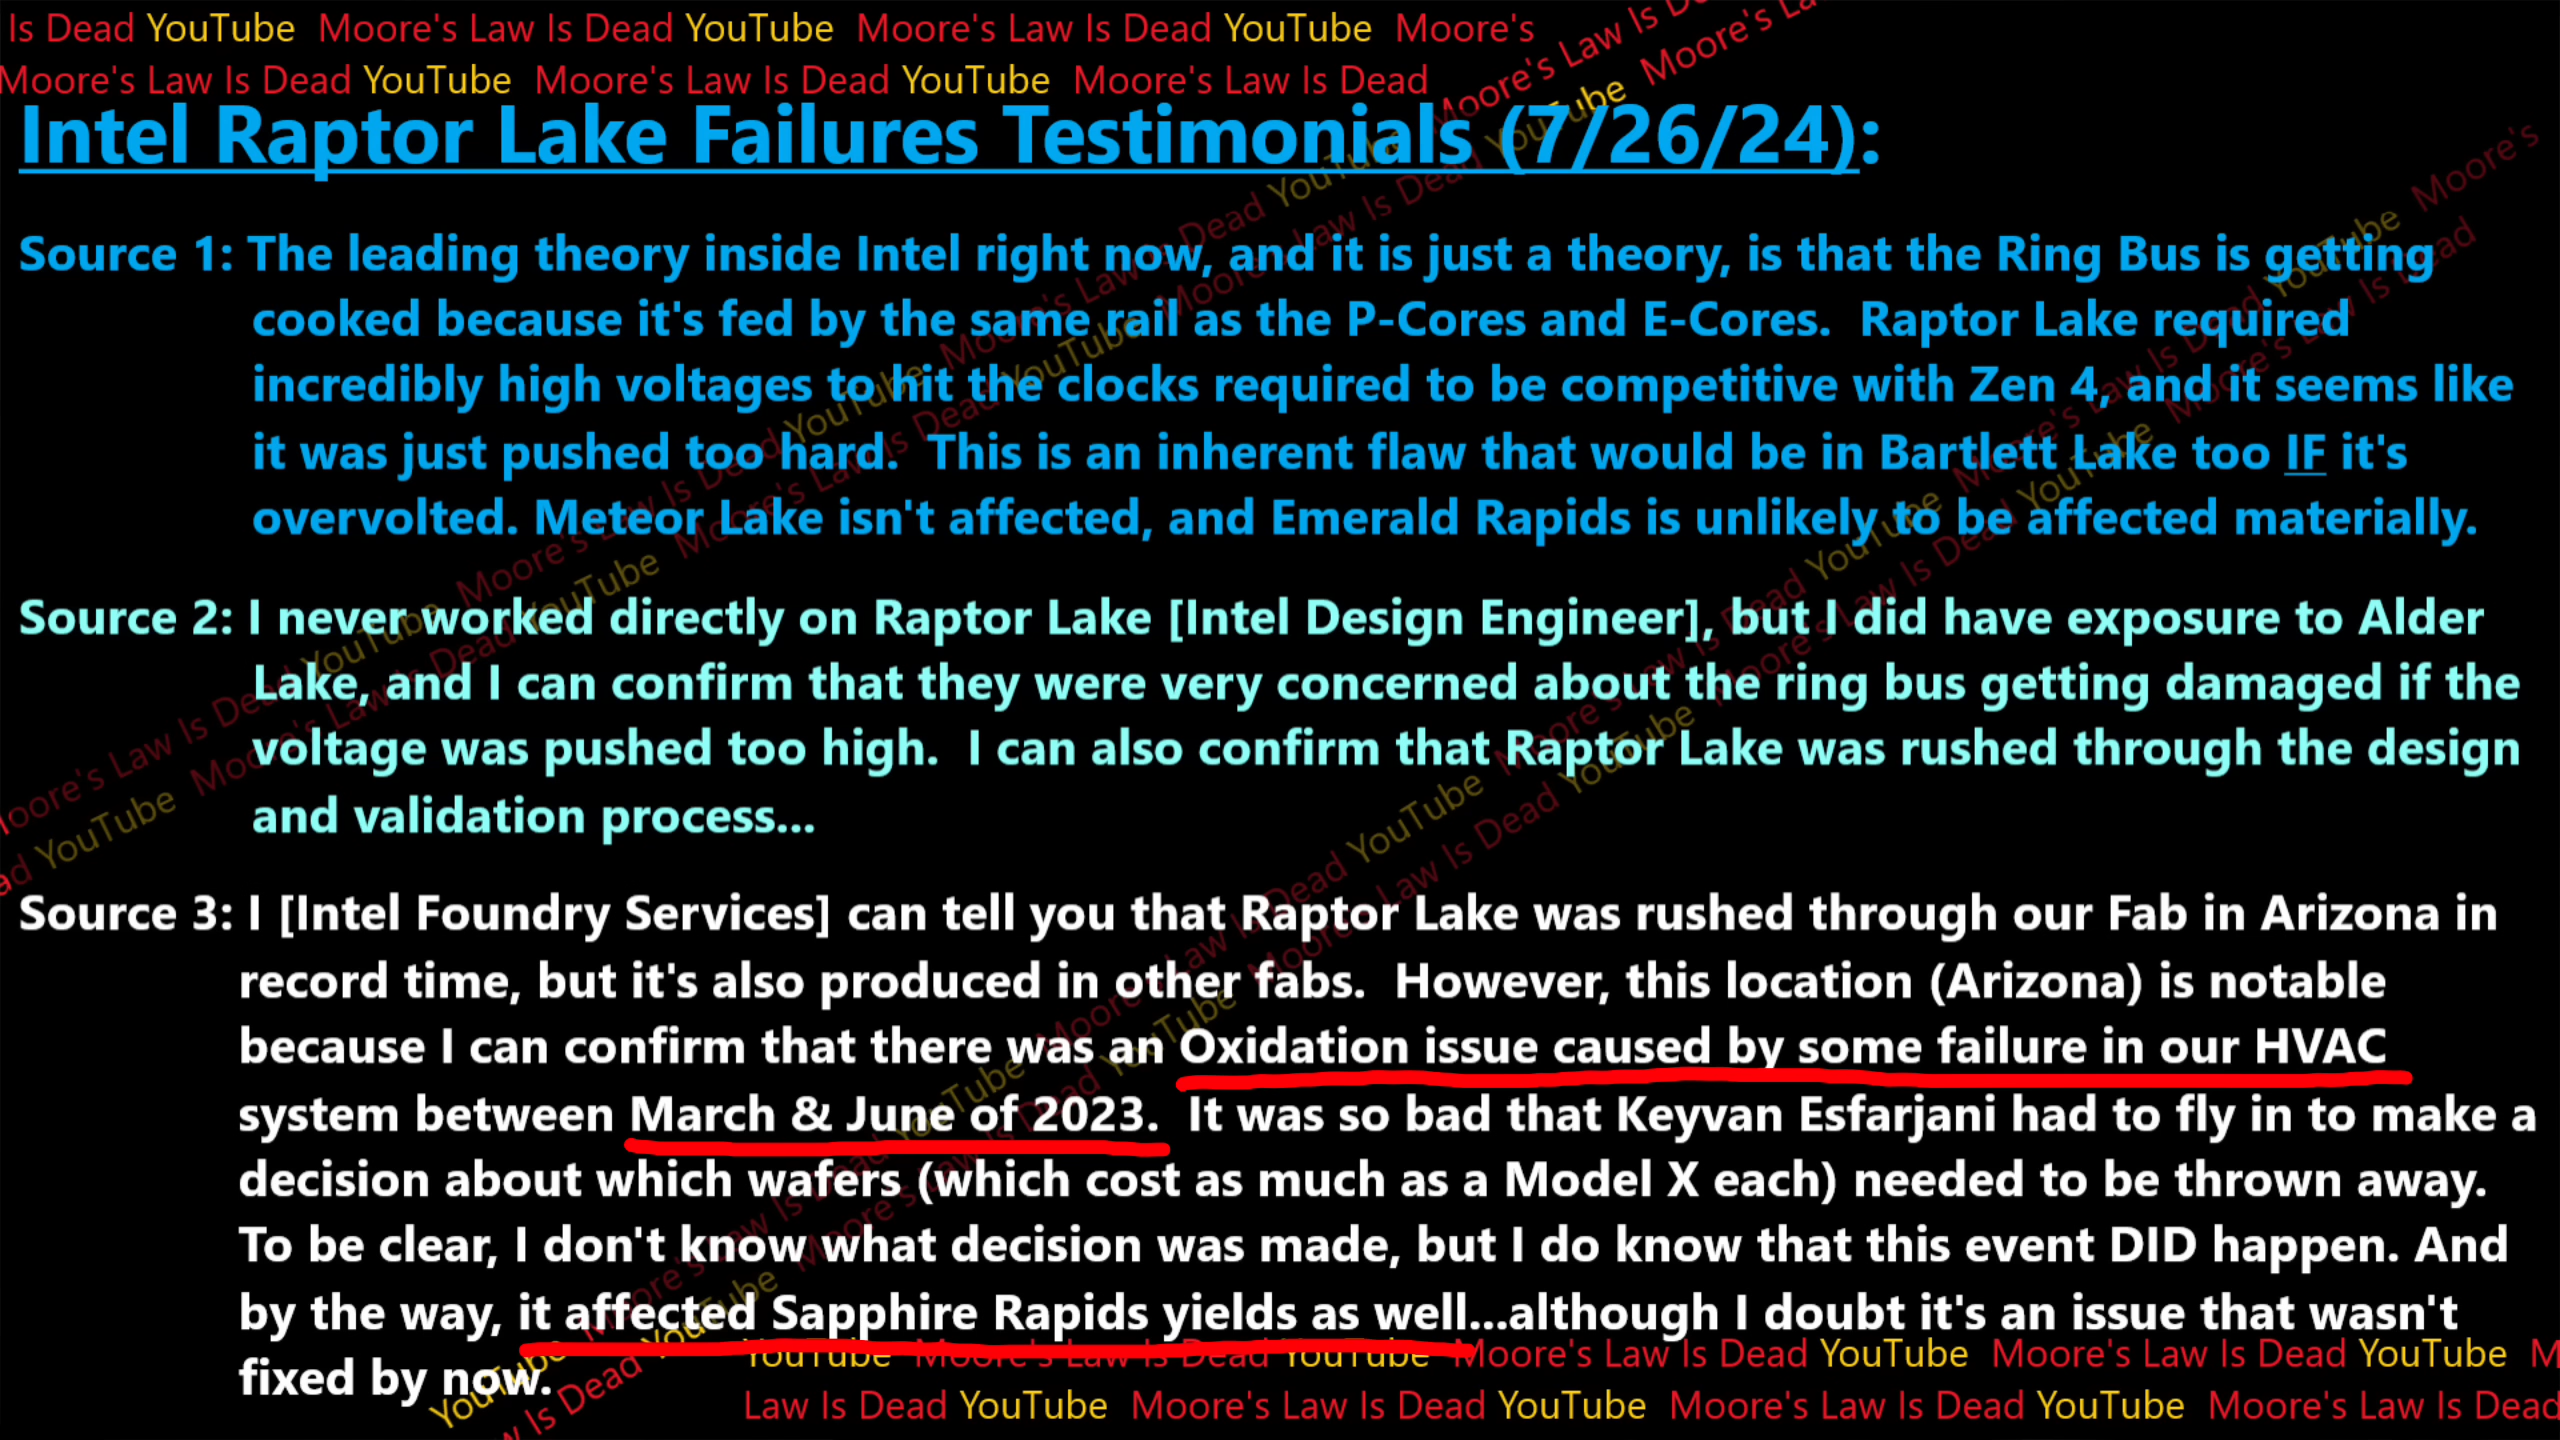 Is Dead YouTube Moore's Law Is Dead YouTube Moore's Law Is Dead YouTube Moore's
Moore's Law Is Dead YouTube Moore's Law Is Dead YouTube Moore's Law Is Dead
Intel Raptor Lake Failures Testimonials (7/26/24):
Source 1: The leading theory inside Intel right now, and it is just a theory, is that the Ring Bus is getting
cooked because it's fed by the same rail as the P-Cores and E-Cores. Raptor Lake required
incredibly high voltages to hit the clocks required to be competitive with Zen 4, and it seems like
it was just pushed too hard. This is an inherent flaw that would be in Bartlett Lake too IF it's
overvolted. Meteor Lake isn't affected, and Emerald Rapids is unlikely to be affected materially.
Source 2: I never worked directly on Raptor Lake [Intel Design Engineer], but I did have exposure to Alder
Lake, and I can confirm that they were very concerned about the ring bus getting damaged if the
voltage was pushed too high. I can also confirm that Raptor Lake was rushed through the design
and validation process...
Source 3: I [Intel Foundry Services] can tell you that Raptor Lake was rushed through our Fab in Arizona in
record time, but it's also produced in other fabs. However, this location (Arizona) is notable
because I can confirm that there was an Oxidation issue caused by some failure in our HVAC
system between March & June of 2023. It was so bad that Keyvan Esfarjani had to fly in to make a
decision about which wafers (which cost as much as a Model X each) needed to be thrown away.
To be clear, I don't know what decision was made, but I do know that this event DID happen. And
by the way, it affected Sapphire Rapids yields as well...although I doubt it's an issue that wasn't
fixed by now.
YouTube Moore's Law Is Dead YouTube Moore's Law Is Dead YouTube Moore's Law Is Dead YouTube M
Law Is Dead YouTube Moore's Law Is Dead YouTube Moore's Law Is Dead YouTube Moore's Law Is Dead